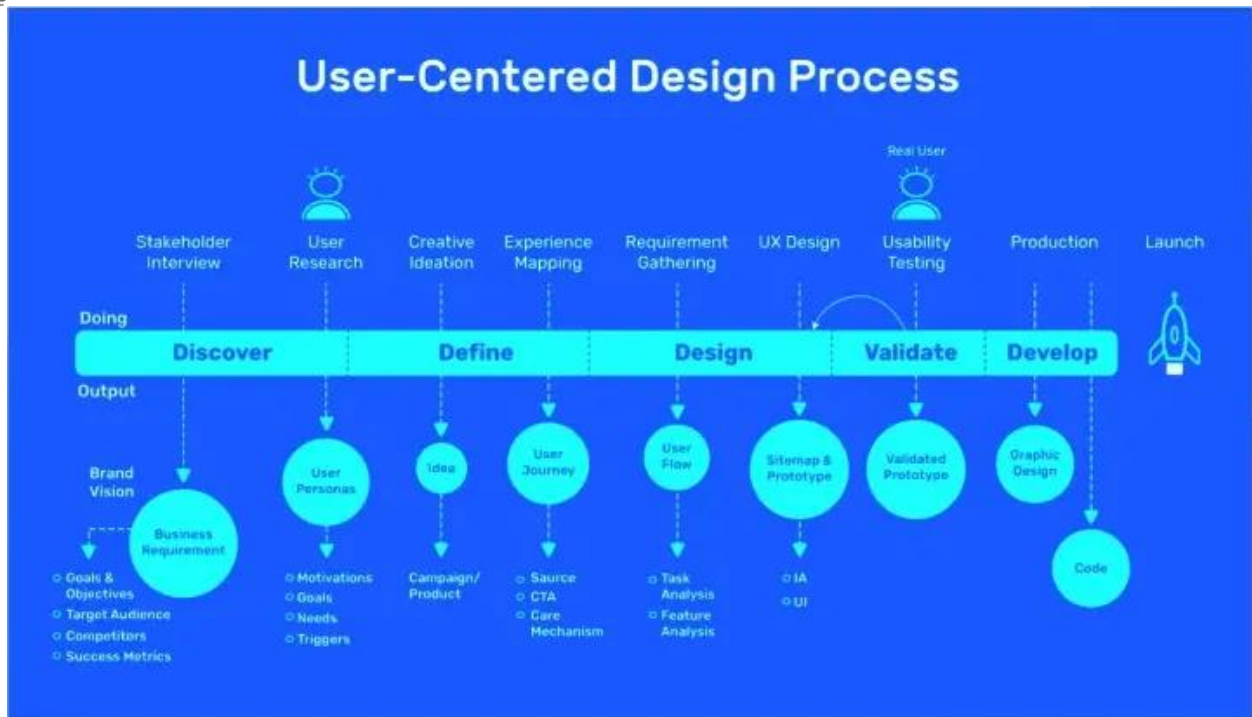 User-Centered Design Process
Real User
Stakeholder
Interview
User
Research
Creative
Ideation
Experience
Mapping
Requirement
Gathering
UX Design
Usability
Testing
Production
Launch
Doing
Discover
Define
Design
Validate
Develop
Output
Brand
Vision
Business
Requirement
User
Personas
Idea
User
Journey
User
Flow
Sitemap &
Prototype
Validated
Prototype
Graphic
Design
Code
Goals &
Objectives
Target Audience
Competitors
Success Metrics
Motivations
Goals
Needs
Triggers
Campaign/
Product
Saurce
CTA
Care
Mechanism
Task
Analysis
Feature
Analysis
IA
UI